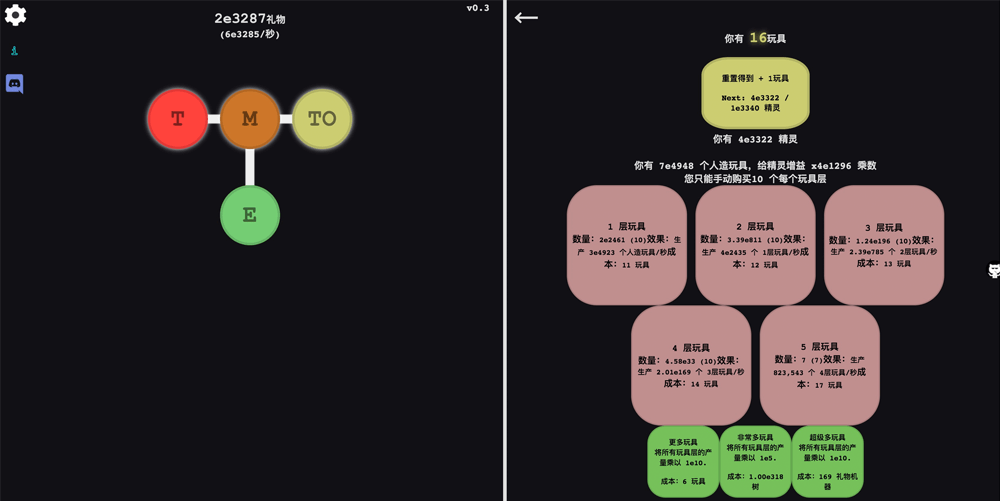 2e3287礼物
(6e3285/秒)
v0.3
i
T
M
TO
E
你有 16玩具
重置得到 + 1玩具
Next: 4e3322 /
1e3340 精灵
你有 4e3322 精灵
你有 7e4948 个人造玩具, 给精灵增益 x4e1296 乘数
您只能手动购买10 个每个玩具层
1 层玩具
数量: 2e2461 (10)效果: 生
产 3e4923 个人造玩具/秒成
本: 11 玩具
2 层玩具
数量: 3.39e811 (10)效果:
生产 4e2435 个 1层玩具/秒成
本: 12 玩具
3 层玩具
数量: 1.24e196 (10)效果:
生产 2.39e785 个 2层玩具/秒
成本: 13 玩具
4 层玩具
数量: 4.58e33 (10)效果:
生产 2.01e169 个 3层玩具/秒
成本: 14 玩具
5 层玩具
数量: 7 (7)效果: 生产
823,543 个 4层玩具/秒成
本: 17 玩具
更多玩具
将所有玩具层的产
量乘以 1e10.
成本: 6 玩具
非常多玩具
将所有玩具层的产
量乘以 1e5.
成本: 1.00e318
树
超级多玩具
将所有玩具层的产
量乘以 1e10.
成本: 169 礼物机
器